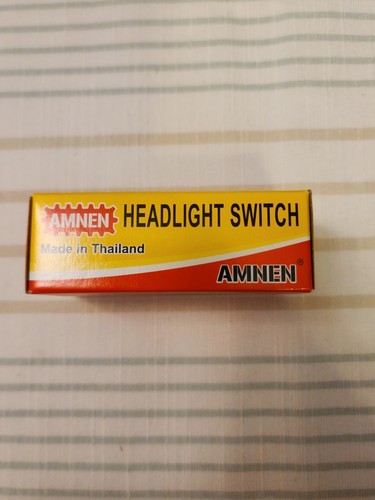 AMNEN HEADLIGHT SWITCH
Made in Thailand
AMNEN®